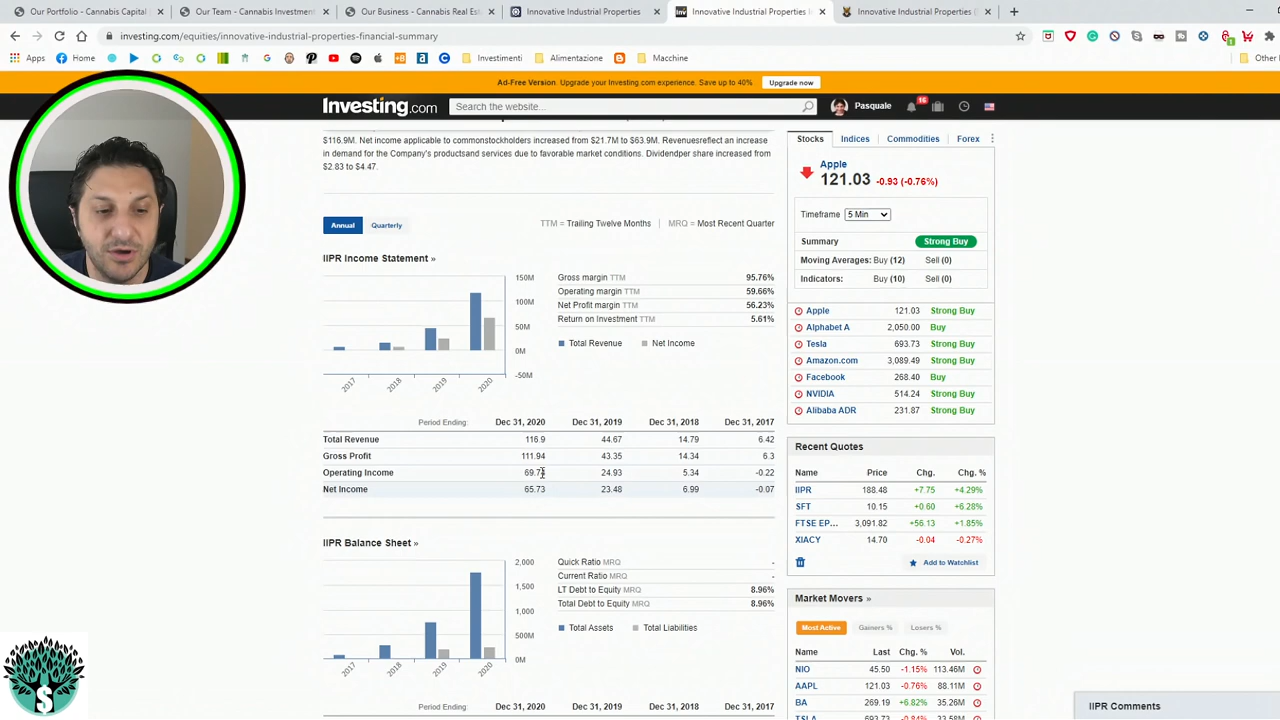 Our Portfolio - Cannabis Capital
Our Team - Cannabis Investment
Our Business - Cannabis Real Est
Innovative Industrial Properties
Innovative Industrial Properties In
Innovative Industrial Properties (
investing.com/equities/innovative-industrial-properties-financial-summary
Apps
Home
Investimenti
Alimentazione
Macchine
Other
Ad-Free Version. Upgrade your Investing.com experience. Save up to 40%
Upgrade now
Investing.com
Search the website...
16
Pasquale
$116.9M. Net income applicable to commonstockholders increased from $21.7M to $63.9M. Revenuesreflect an increase
in demand for the Company's productsand services due to favorable market conditions. Dividendper share increased from
$2.83 to $4.47.
Annual
Quarterly
TTM = Trailing Twelve Months
MRQ = Most Recent Quarter
IIPR Income Statement »
150M
100M
50M
0M
-50M
2017
2018
2019
2020
Gross margin TTM 95.76%
Operating margin TTM 59.66%
Net Profit margin TTM 56.23%
Return on Investment TTM 5.61%
Total Revenue
Net Income
Period Ending: Dec 31, 2020 Dec 31, 2019 Dec 31, 2018 Dec 31, 2017
Total Revenue 116.9 44.67 14.79 6.42
Gross Profit 111.94 43.35 14.34 6.3
Operating Income 24.93 5.34 -0.22
Net Income 65.73 23.48 6.99 -0.07
IIPR Balance Sheet »
2,000
1,500
1,000
500M
0M
2017
2018
2019
2020
Quick Ratio MRQ -
Current Ratio MRQ -
LT Debt to Equity MRQ 8.96%
Total Debt to Equity MRQ 8.96%
Total Assets
Total Liabilities
Dec 31, 2020 Dec 31, 2019 Dec 31, 2018 Dec 31, 2017
Stocks
Indices
Commodities
Forex
Apple
121.03 -0.93 (-0.76%)
Timeframe 5 Min
Summary Strong Buy
Moving Averages: Buy (12) Sell (0)
Indicators: Buy (10) Sell (0)
Apple 121.03 Strong Buy
Alphabet A 2,050.00 Buy
Tesla 693.73 Strong Buy
Amazon.com 3,089.49 Strong Buy
Facebook 268.40 Buy
NVIDIA 514.24 Strong Buy
Alibaba ADR 231.87 Strong Buy
Recent Quotes
Name Price Chg. Chg. %
IIPR 188.48 +7.75 +4.29%
SFT 10.15 +0.60 +6.28%
FTSE EP... 3,091.82 +56.13 +1.85%
XIACY 14.70 -0.04 -0.27%
Add to Watchlist
Market Movers »
Most Active
Gainers %
Losers %
Name Last Chg. % Vol.
NIO 45.50 -1.15% 113.46M
AAPL 121.03 -0.76% 88.11M
BA 269.19 +6.82% 35.26M
IIPR Comments
$